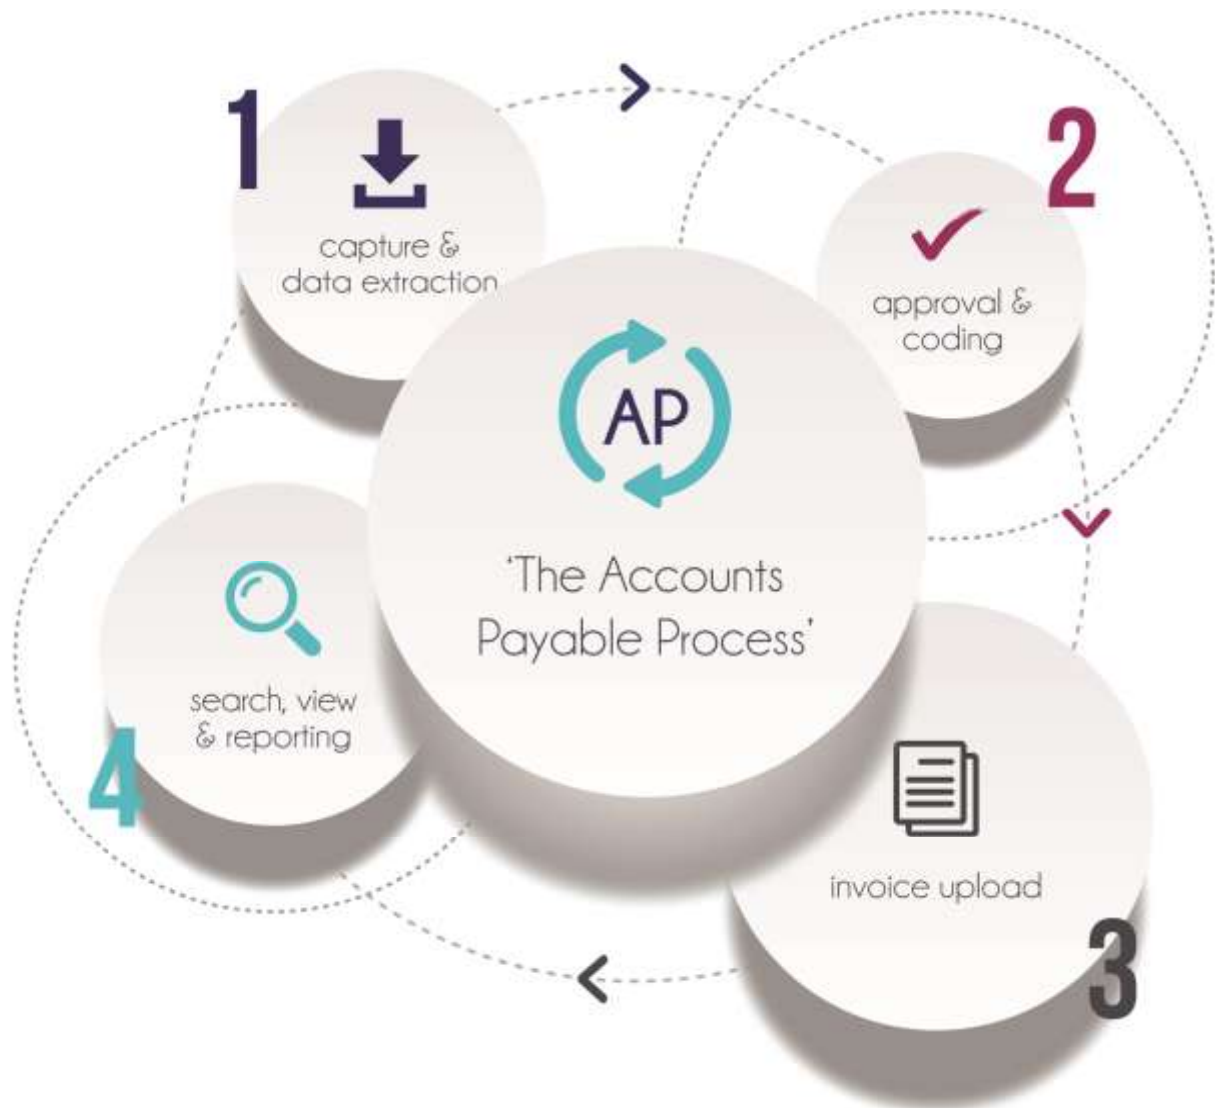 1
capture &
data extraction
2
approval &
coding
AP
'The Accounts
Payable Process'
3
invoice upload
4
search, view
& reporting